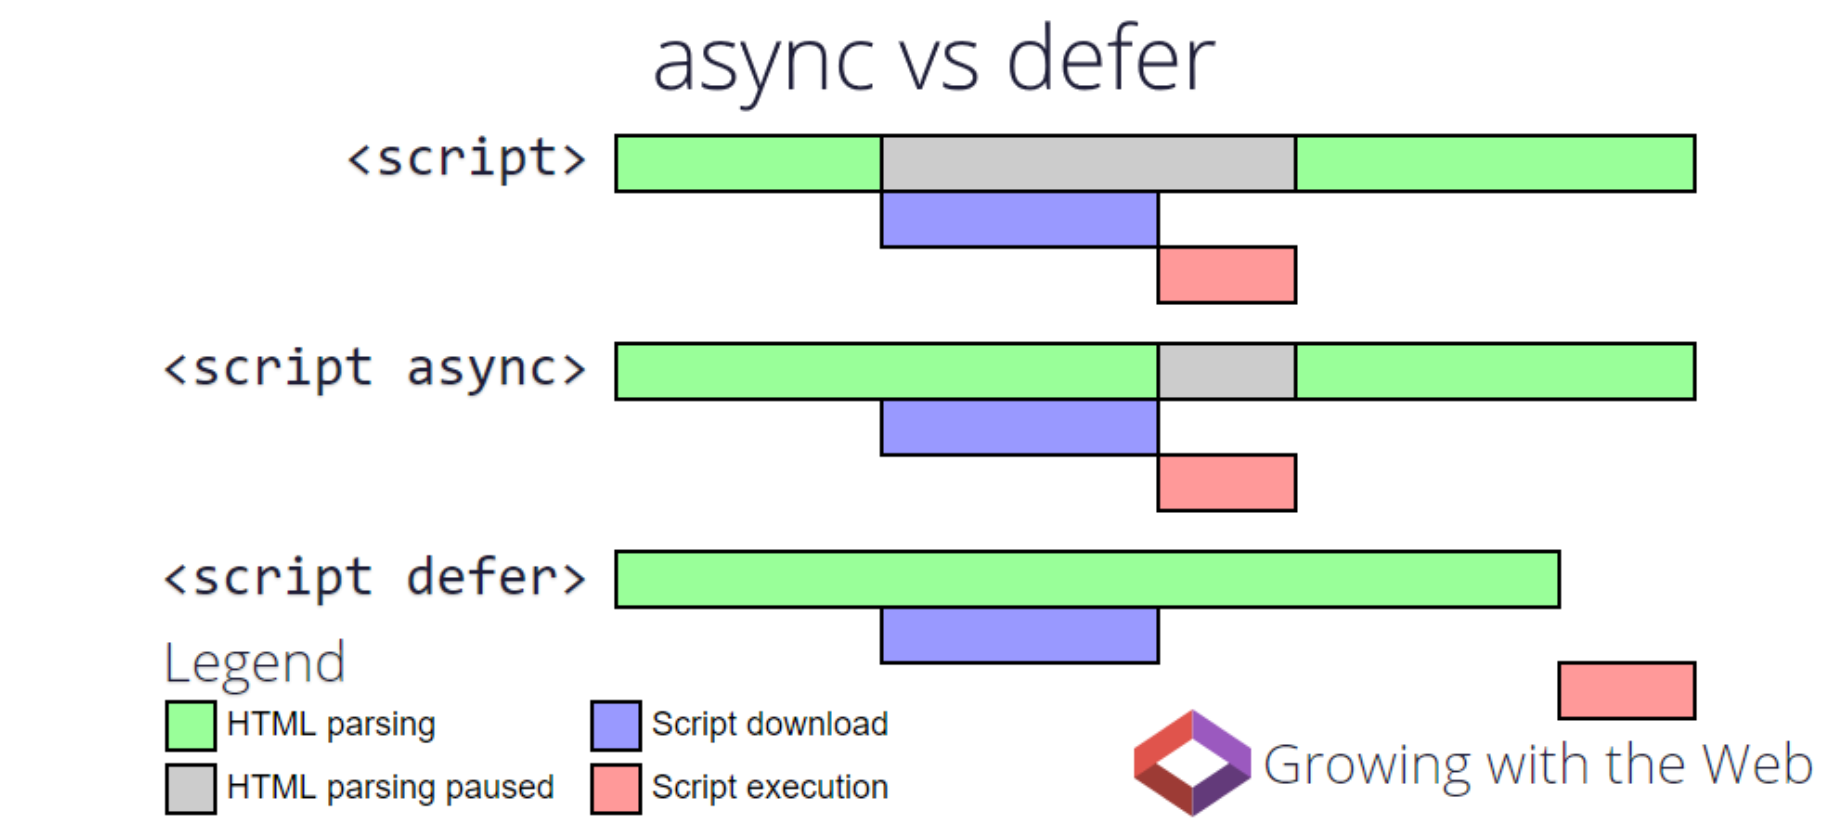 async vs defer
<script>
<script async>
<script defer>
Legend
HTML parsing
Script download
HTML parsing paused
Script execution
Growing with the Web